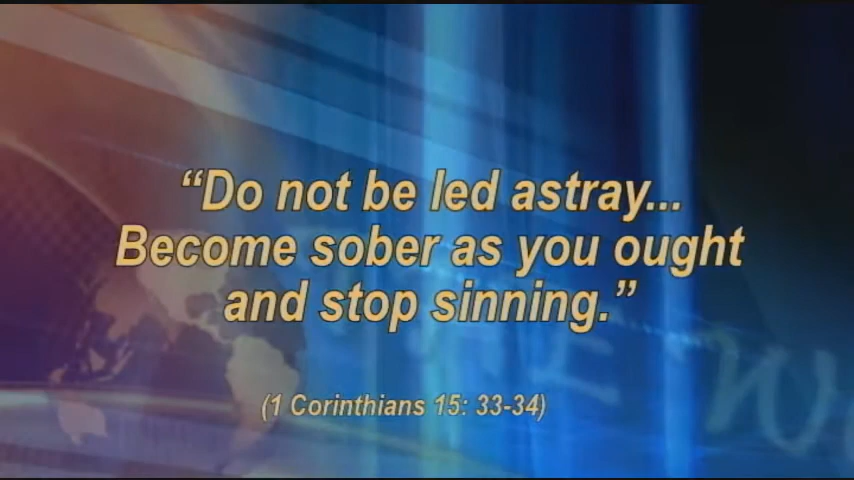 “Do not be led astray...
Become sober as you ought
and stop sinning.”
(1 Corinthians 15: 33-34)